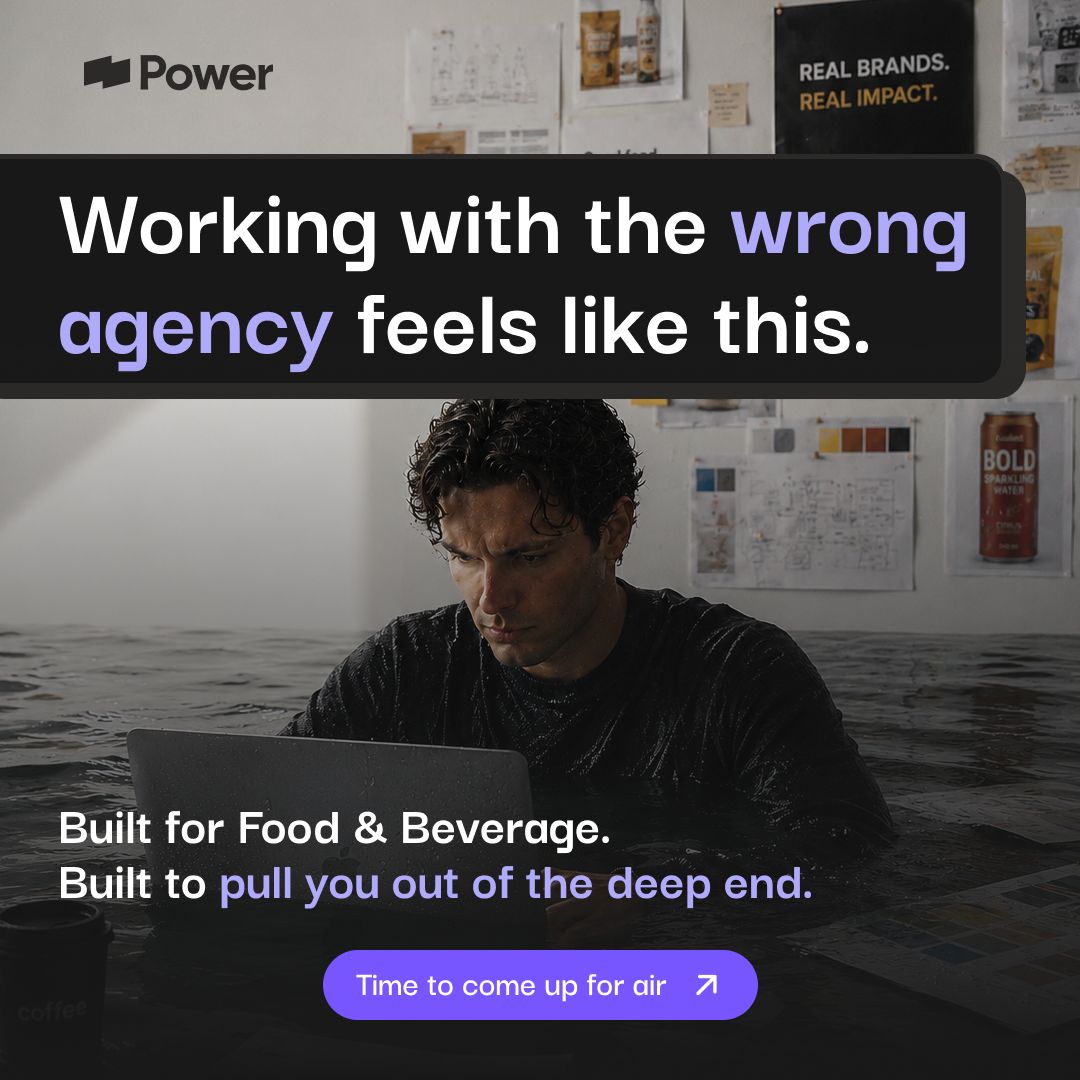 Power
REAL BRANDS.
REAL IMPACT.
Working with the wrong
agency feels like this.
BOLD
SPARKLING
WATER
CITRUS
Built for Food & Beverage.
Built to pull you out of the deep end.
coffee
Time to come up for air